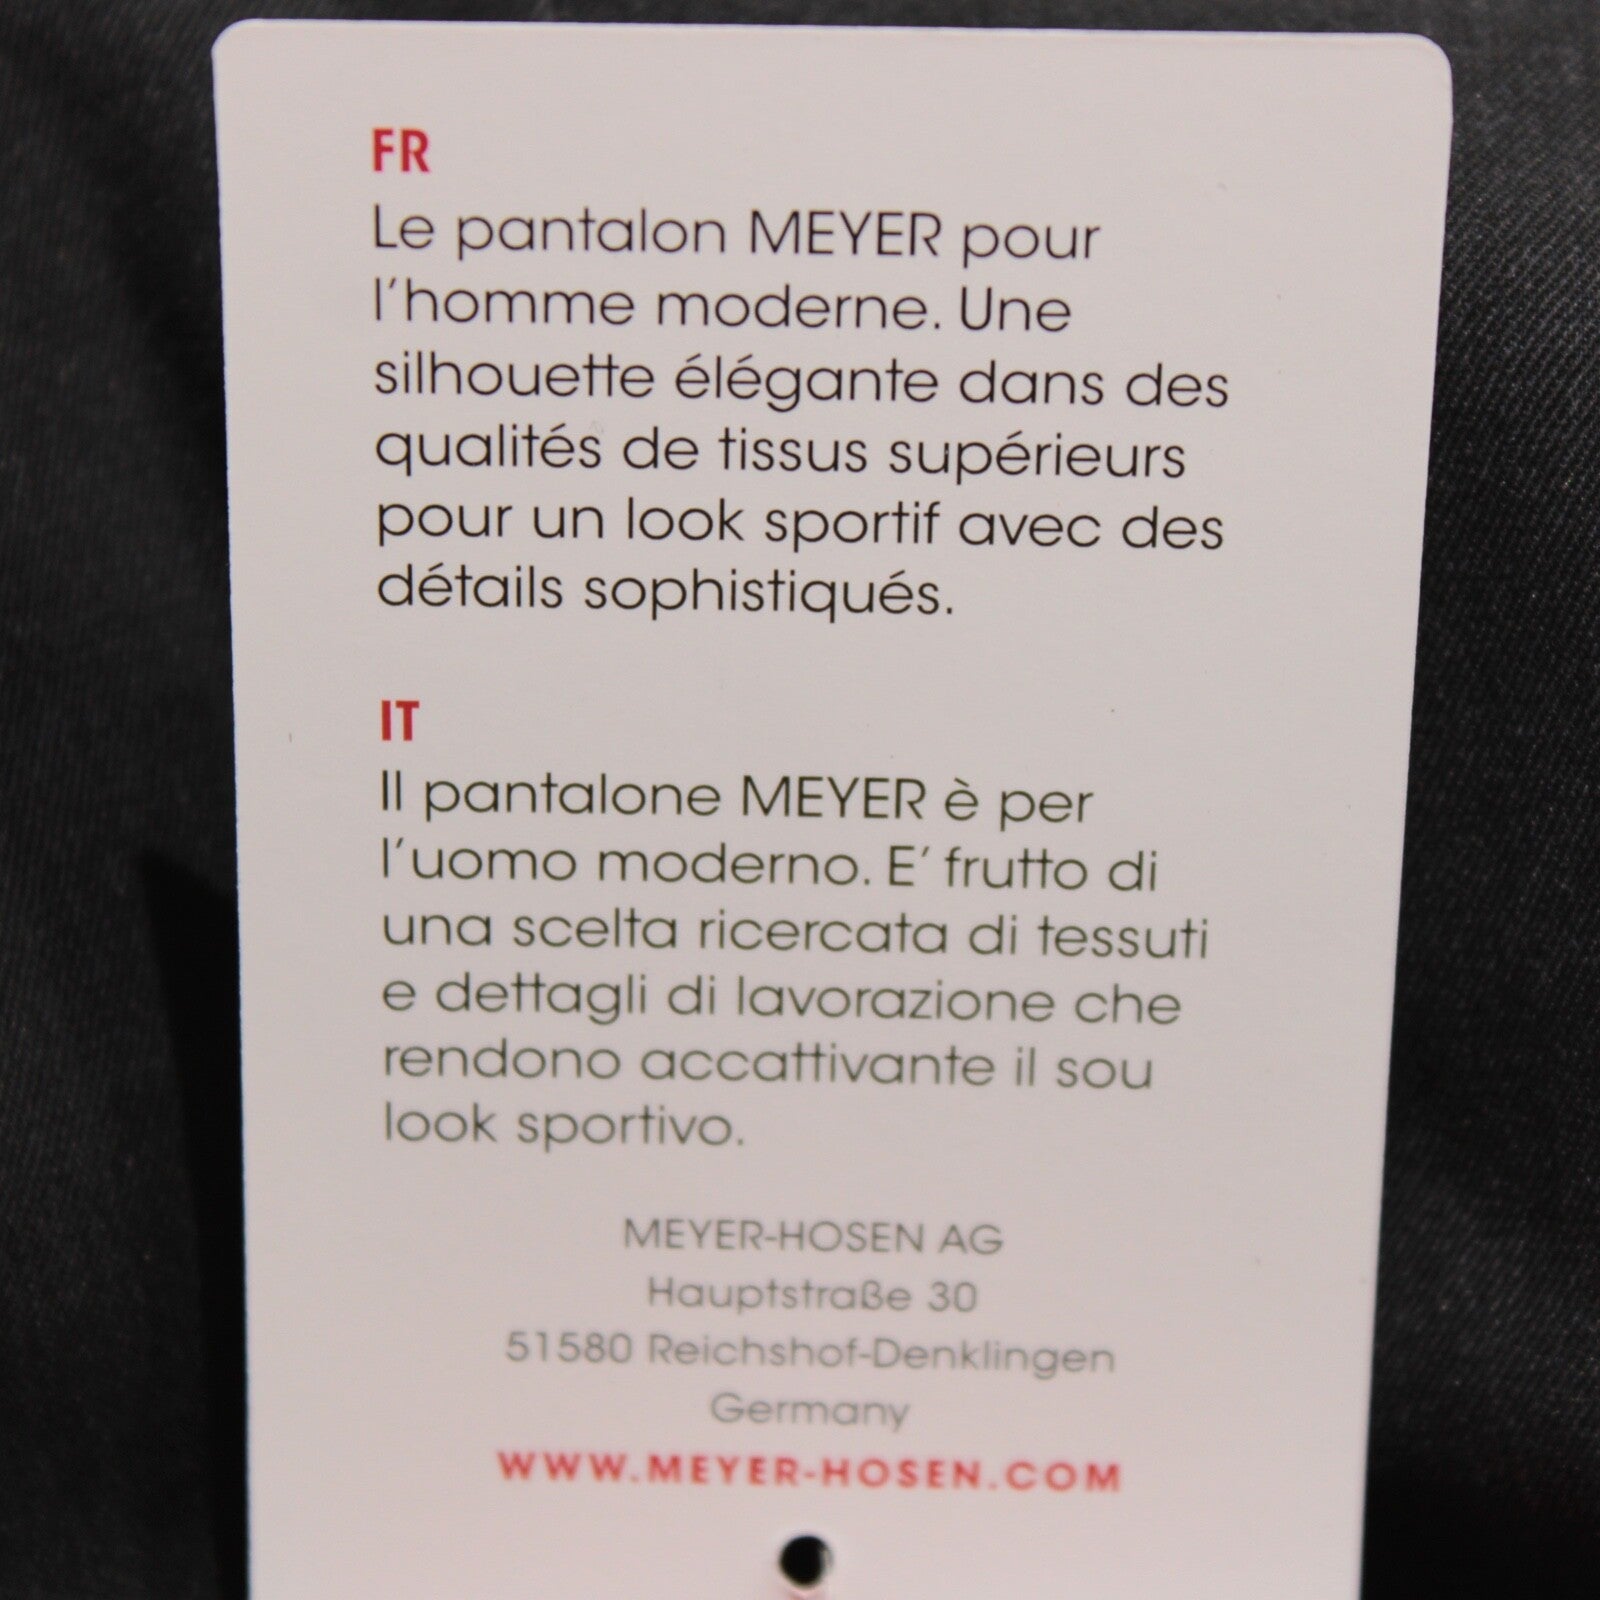 FR
Le pantalon MEYER pour
l'homme moderne. Une
silhouette élégante dans des
qualités de tissus supérieurs
pour un look sportif avec des
détails sophistiqués.
IT
Il pantalone MEYER è per
l'uomo moderno. E' frutto di
una scelta ricercata di tessuti
e dettagli di lavorazione che
rendono accattivante il sou
look sportivo.
MEYER-HOSEN AG
Hauptstraße 30
51580 Reichshof-Denklingen
Germany
WWW.MEYER-HOSEN.COM